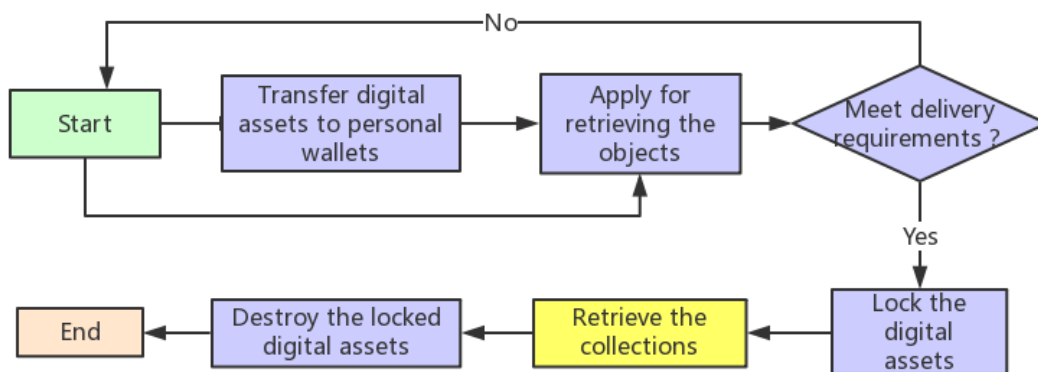 No
Start
Transfer digital
assets to personal
wallets
Apply for
retrieving the
objects
Meet delivery
requirements ?
Yes
End
Destroy the locked
digital assets
Retrieve the
collections
Lock the
digital
assets